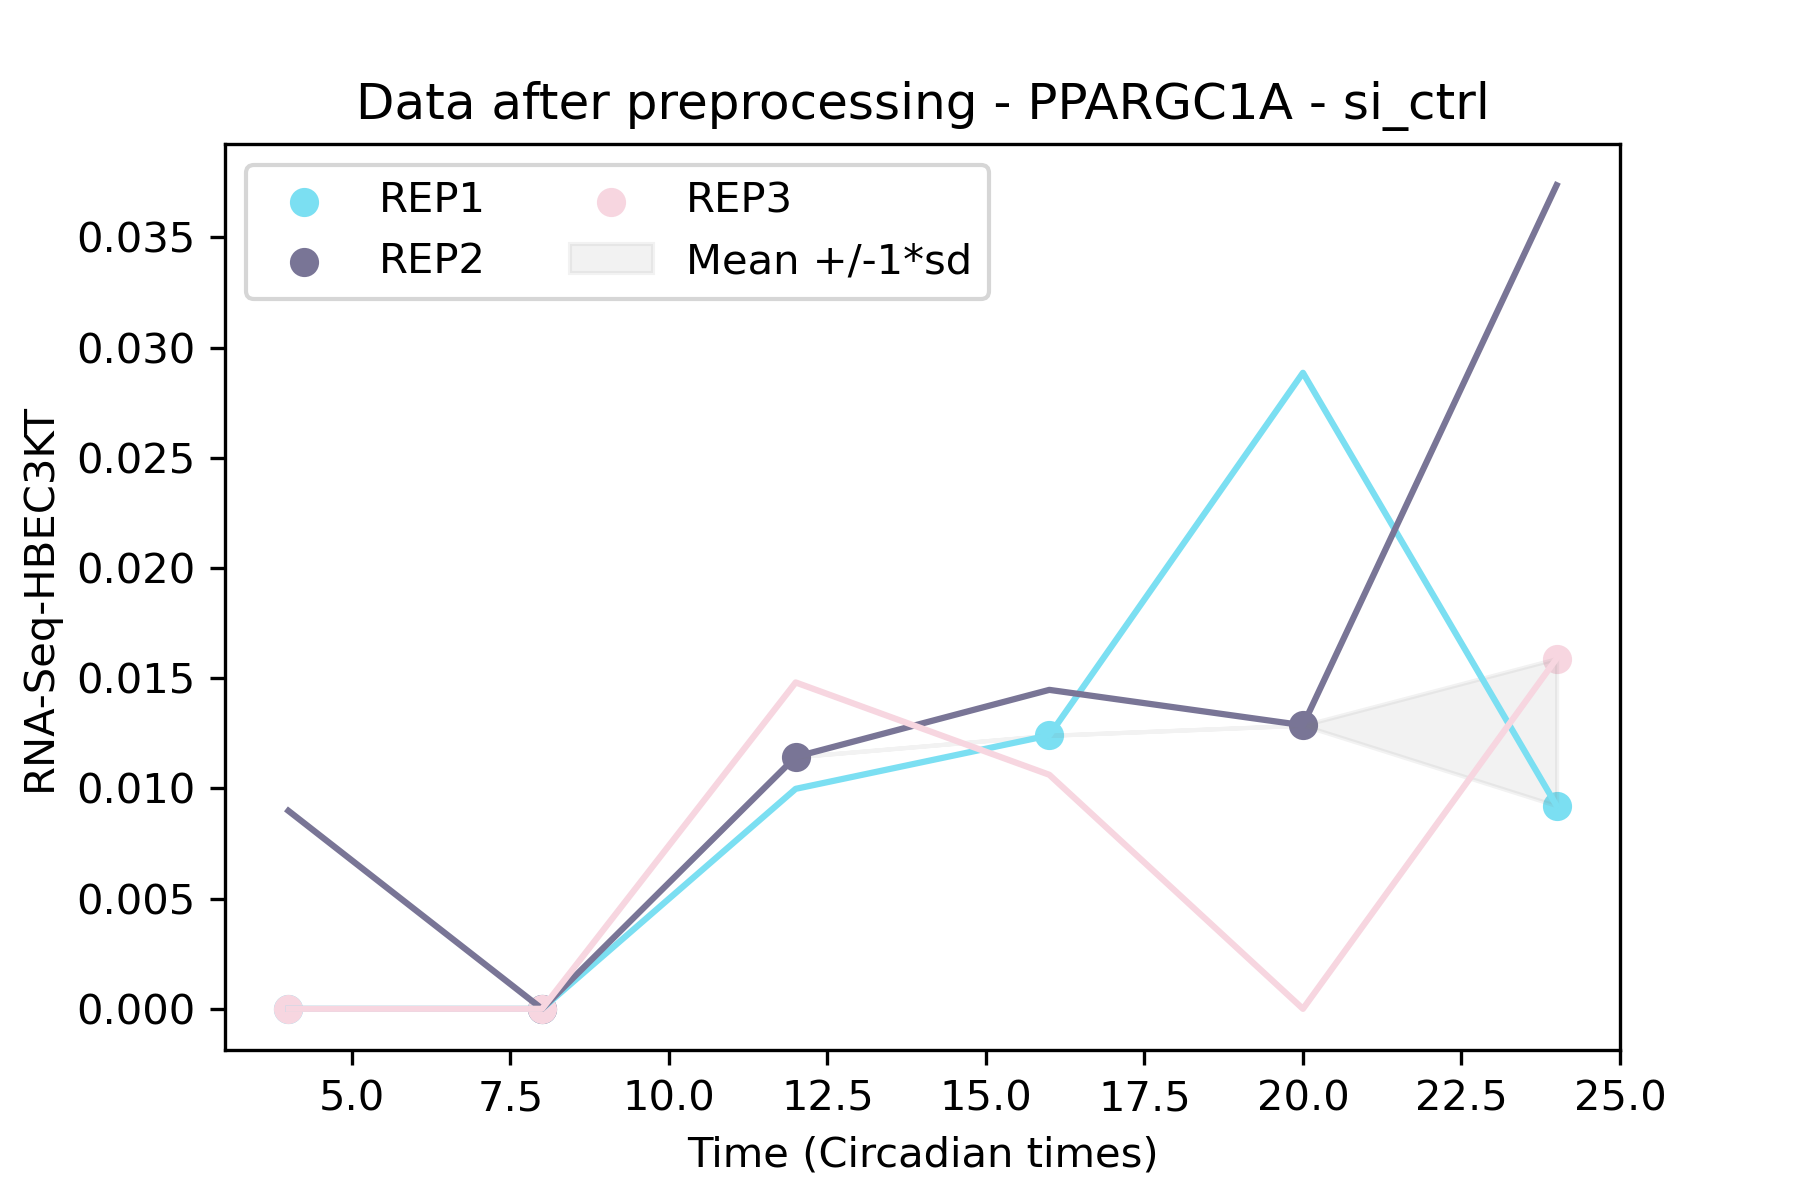 Data after preprocessing - PPARGC1A - si_ctrl
REP1
REP2
REP3
Mean +/-1*sd
0.035
0.030
0.025
0.020
0.015
0.010
0.005
0.000
RNA-Seq-HBEC3KT
5.0 7.5 10.0 12.5 15.0 17.5 20.0 22.5 25.0
Time (Circadian times)